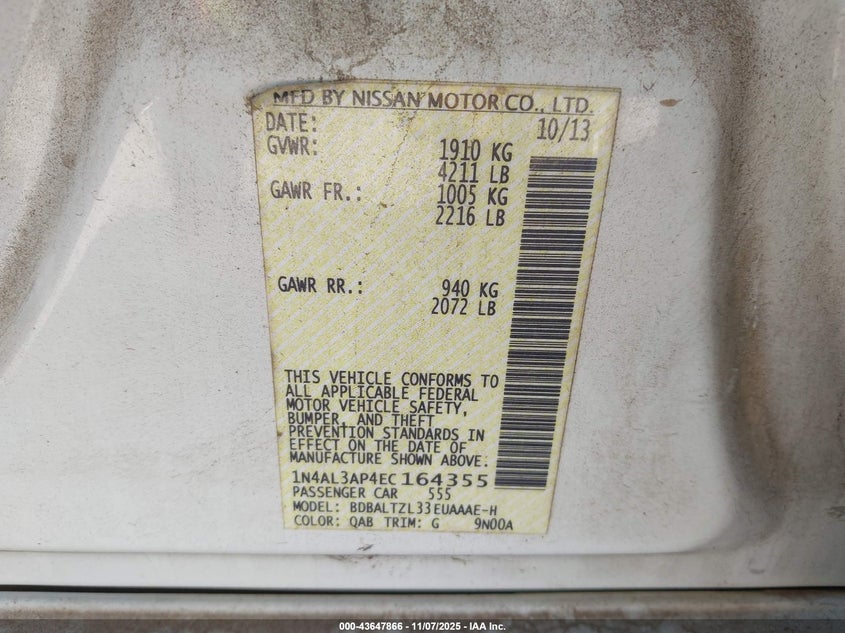 MFD BY NISSAN MOTOR CO., LTD.
DATE: 10/13
GVWR: 1910 KG
4211 LB
GAWR FR.: 1005 KG
2216 LB
GAWR RR.: 940 KG
2072 LB
THIS VEHICLE CONFORMS TO
ALL APPLICABLE FEDERAL
MOTOR VEHICLE SAFETY,
BUMPER, AND THEFT
PREVENTION STANDARDS IN
EFFECT ON THE DATE OF
MANUFACTURE SHOWN ABOVE.
1N4AL3AP4EC164355
PASSENGER CAR 555
MODEL: BDBALTZL33EUAAAE-H
COLOR: QAB TRIM: G 9N00A
000-43647866 - 11/07/2025 - IAA Inc.